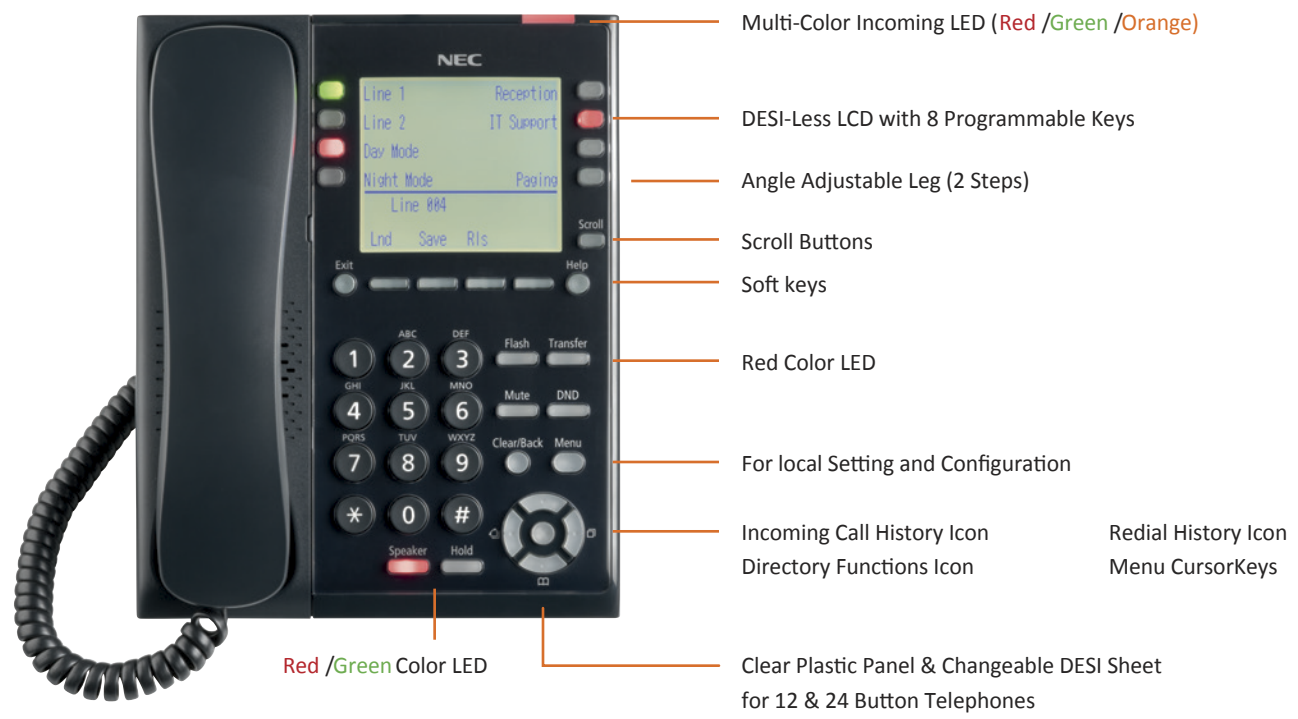 Multi-Color Incoming LED (Red /Green /Orange)
NEC
Line 1 Reception
Line 2 IT Support
DESI-Less LCD with 8 Programmable Keys
Day Mode
Night Mode Paging
Angle Adjustable Leg (2 Steps)
Line 004
Scroll
Lnd Save Rls
Scroll Buttons
Exit Help
Soft keys
ABC DEF
1 2 3 Flash Transfer
Red Color LED
GHI JKL MNO
4 5 6 Mute DND
PQRS TUV WXYZ
7 8 9 Clear/Back Menu
For local Setting and Configuration
* 0 #
Incoming Call History Icon Redial History Icon
Directory Functions Icon Menu CursorKeys
Speaker Hold
Red /Green Color LED
Clear Plastic Panel & Changeable DESI Sheet
for 12 & 24 Button Telephones